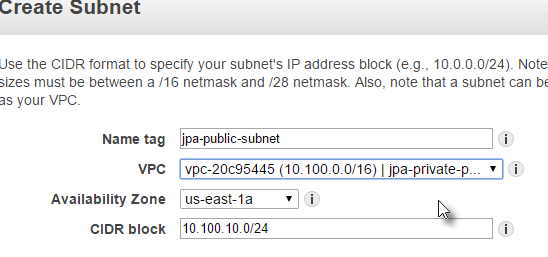 Create Subnet
Use the CIDR format to specify your subnet's IP address block (e.g., 10.0.0.0/24). Note
sizes must be between a /16 netmask and /28 netmask. Also, note that a subnet can be
as your VPC.
Name tag jpa-public-subnet i
VPC vpc-20c95445 (10.100.0.0/16) | jpa-private-p... i
Availability Zone us-east-1a i
CIDR block 10.100.10.0/24 i